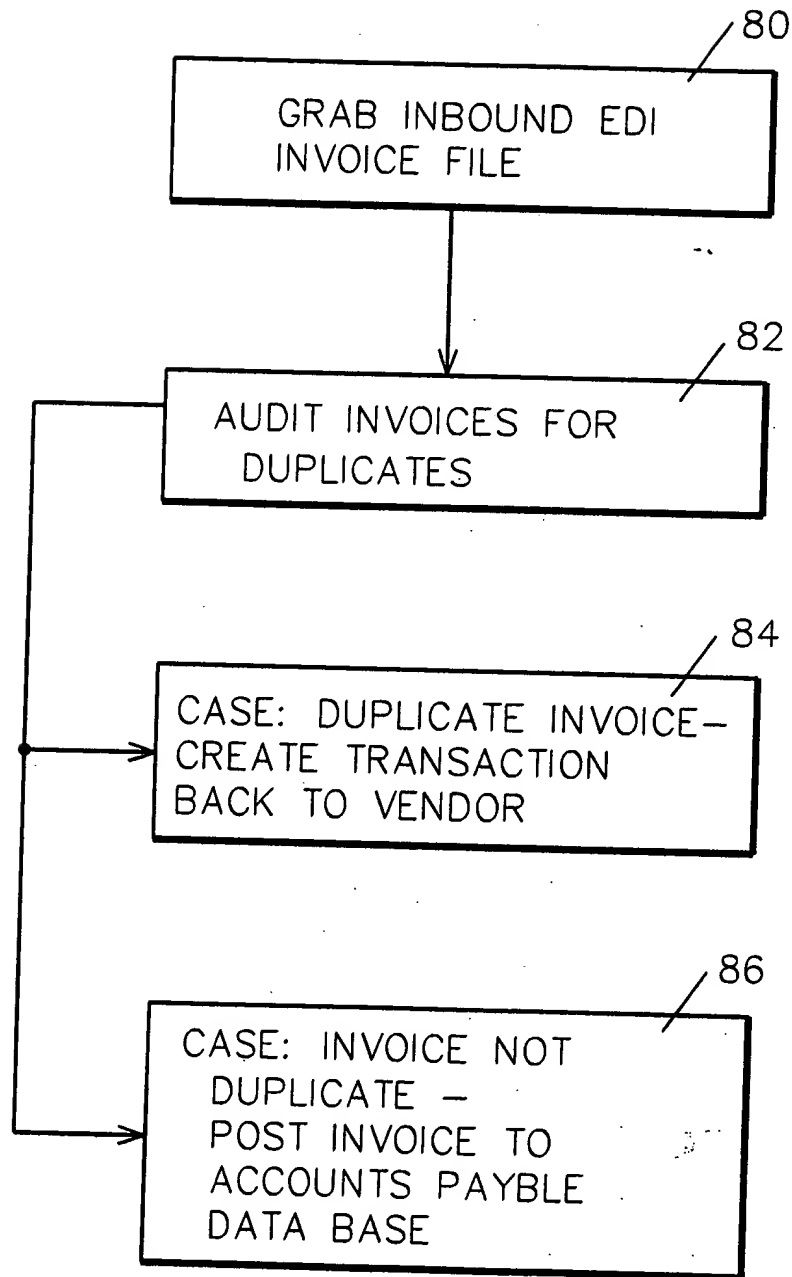 80
GRAB INBOUND EDI
INVOICE FILE
82
AUDIT INVOICES FOR
DUPLICATES
84
CASE: DUPLICATE INVOICE-
CREATE TRANSACTION
BACK TO VENDOR
86
CASE: INVOICE NOT
DUPLICATE -
POST INVOICE TO
ACCOUNTS PAYBLE
DATA BASE